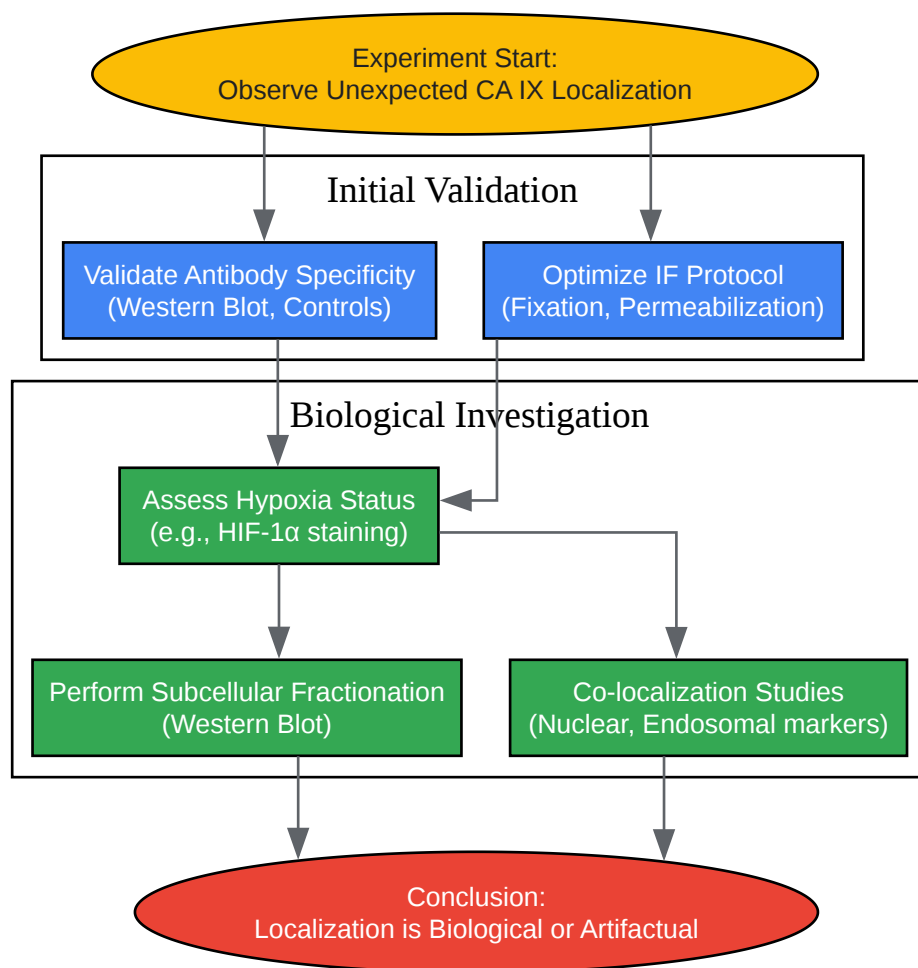 Experiment Start:
Observe Unexpected CA IX Localization
Initial Validation
Validate Antibody Specificity
(Western Blot, Controls)
Optimize IF Protocol
(Fixation, Permeabilization)
Biological Investigation
Assess Hypoxia Status
(e.g., HIF-1α staining)
Perform Subcellular Fractionation
(Western Blot)
Co-localization Studies
(Nuclear, Endosomal markers)
Conclusion:
Localization is Biological or Artifactual